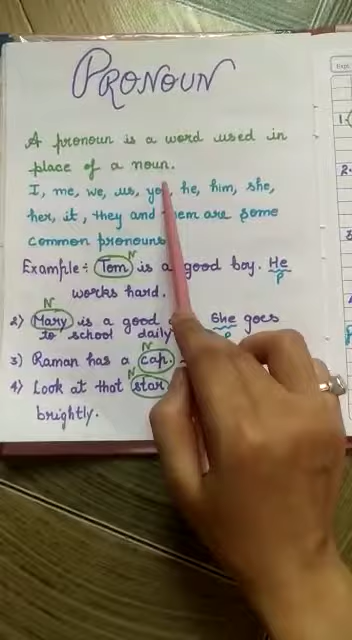 PRONOUN
A pronoun is a word used in
place of a noun.
I, me, we, us, you, he, him, she,
her, it, they and them are some
common pronouns
Example:- Tom is a good boy. He
works hard.
2) Mary is a good She goes
to school daily
3) Raman has a cap.
4) Look at that star
brightly.
N
P
N
P
N
N